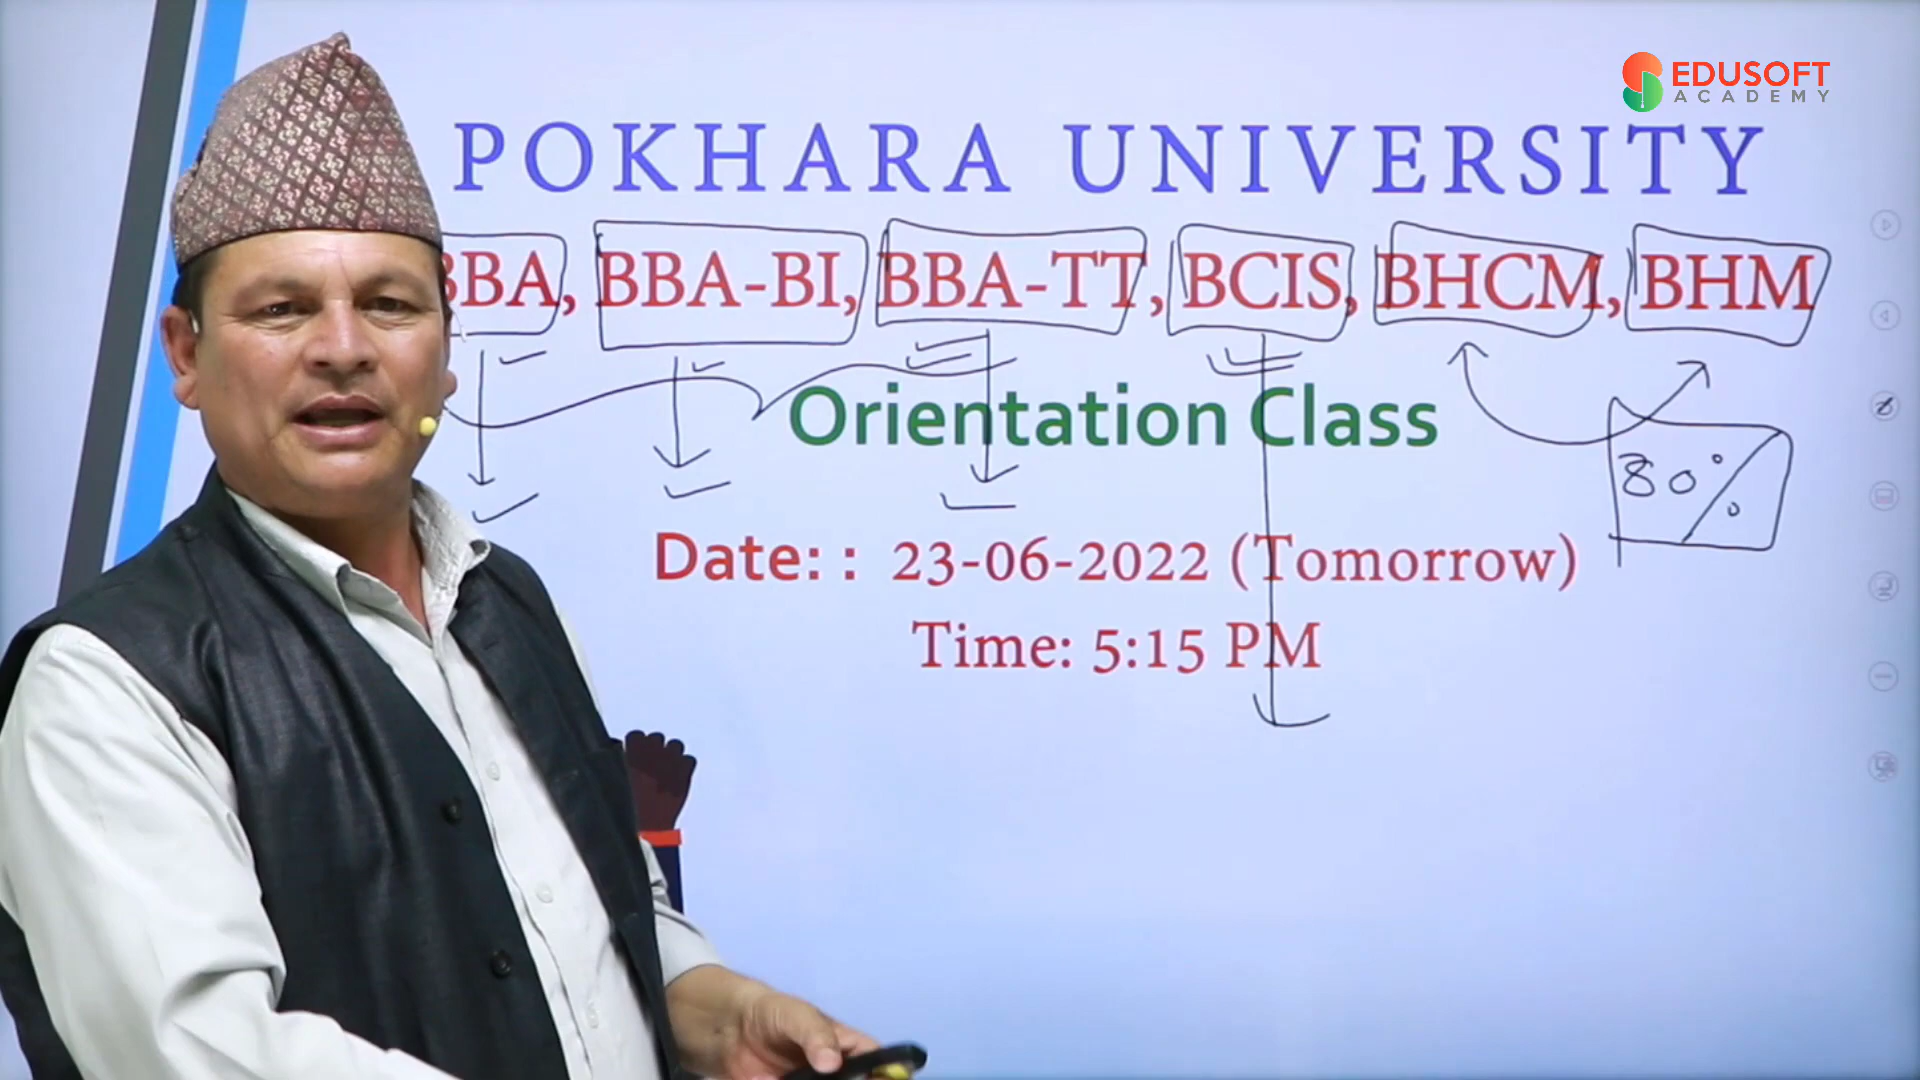 EDUSOFT
ACADEMY
POKHARA UNIVERSITY
BBA, BBA-BI, BBA-TT, BCIS, BHCM, BHM
Orientation Class
80%
Date: : 23-06-2022 (Tomorrow)
Time: 5:15 PM